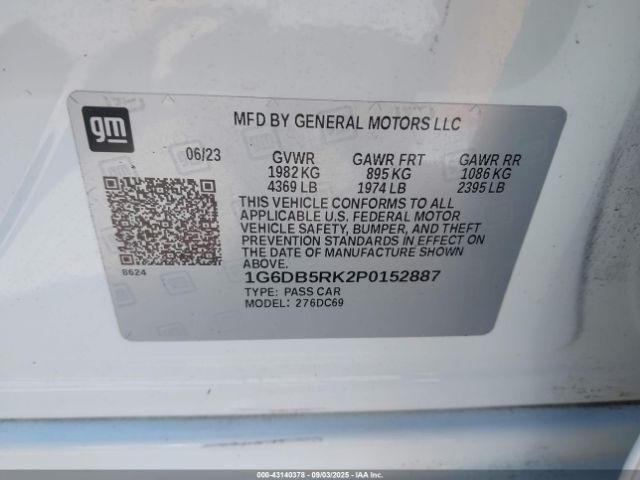 gm
MFD BY GENERAL MOTORS LLC
06/23 GVWR GAWR FRT GAWR RR
1982 KG 895 KG 1086 KG
4369 LB 1974 LB 2395 LB
THIS VEHICLE CONFORMS TO ALL
APPLICABLE U.S. FEDERAL MOTOR
VEHICLE SAFETY, BUMPER, AND THEFT
PREVENTION STANDARDS IN EFFECT ON
THE DATE OF MANUFACTURE SHOWN
ABOVE.
8624
1G6DB5RK2P0152887
TYPE: PASS CAR
MODEL: 276DC69
000-43140378 - 09/03/2025 - IAA Inc.